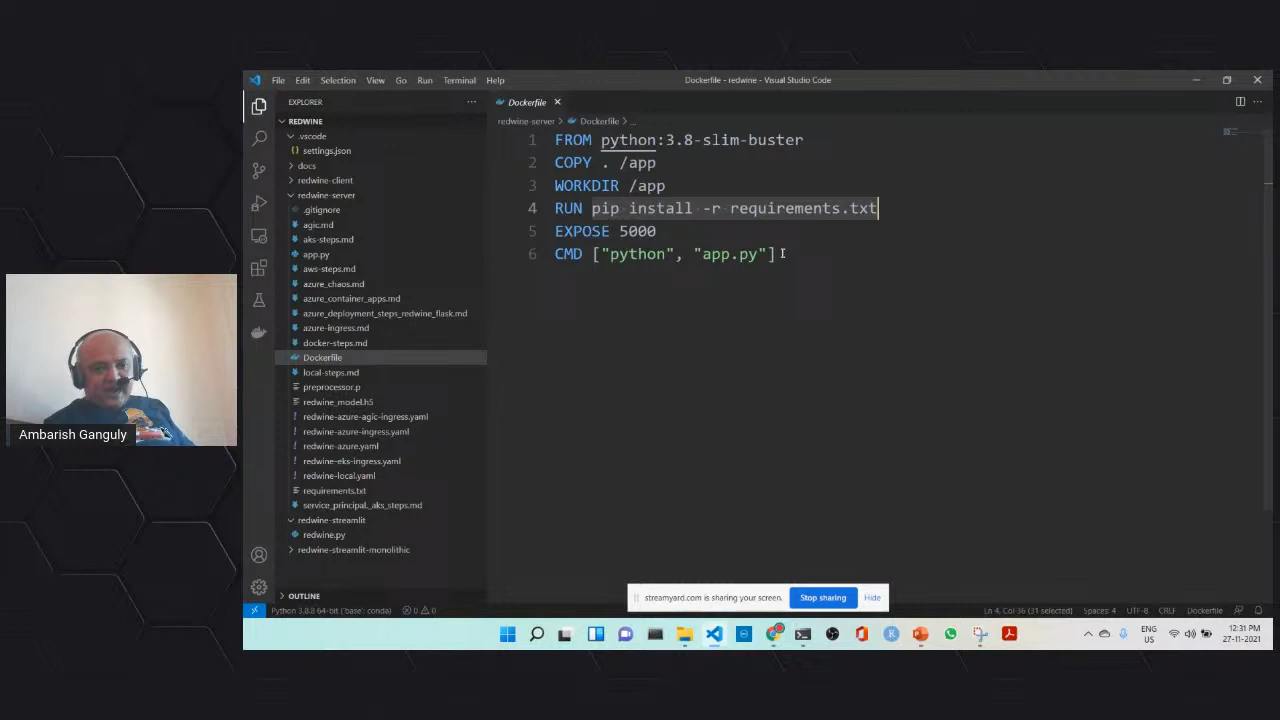 File Edit Selection View Go Run Terminal Help
Dockerfile - redwine - Visual Studio Code
EXPLORER
REDWINE
.vscode
settings.json
docs
redwine-client
redwine-server
.gitignore
agic.md
aks-steps.md
app.py
aws-steps.md
azure_chaos.md
azure_container_apps.md
azure_deployment_steps_redwine_flask.md
azure-ingress.md
docker-steps.md
Dockerfile
local-steps.md
preprocessor.p
redwine_model.h5
redwine-azure-agic-ingress.yaml
redwine-azure-ingress.yaml
redwine-azure.yaml
redwine-eks-ingress.yaml
redwine-local.yaml
requirements.txt
service_principal._aks_steps.md
redwine-streamlit
redwine.py
redwine-streamlit-monolithic
OUTLINE
Dockerfile
redwine-server > Dockerfile > ...
1 FROM python:3.8-slim-buster
2 COPY . /app
3 WORKDIR /app
4 RUN pip install -r requirements.txt
5 EXPOSE 5000
6 CMD ["python", "app.py"]
Ambarish Ganguly
streamyard.com is sharing your screen. Stop sharing Hide
Python 3.8.8 64-bit ('base': conda) 0 0 Ln 4, Col 36 (31 selected) Spaces: 4 UTF-8 CRLF Dockerfile
ENG
US
12:31 PM
27-11-2021